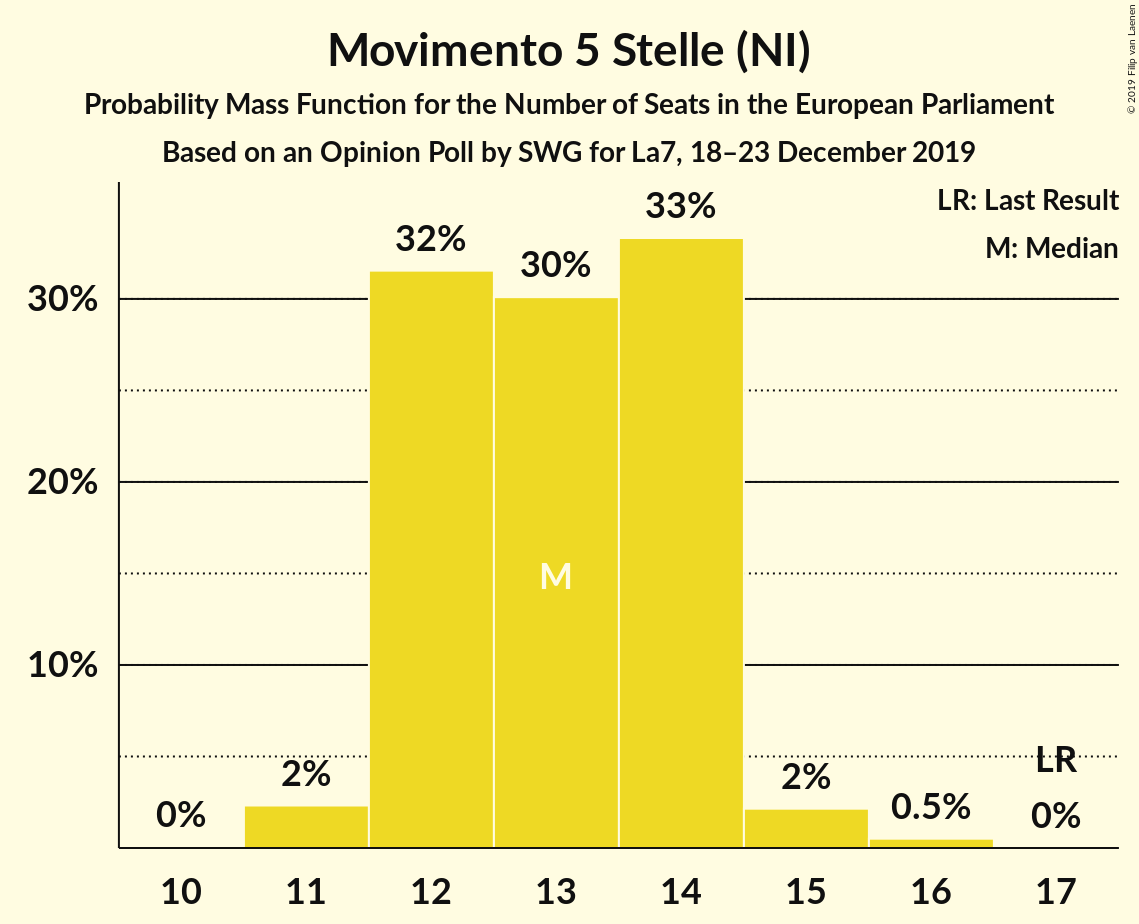 Movimento 5 Stelle (NI)
Probability Mass Function for the Number of Seats in the European Parliament
Based on an Opinion Poll by SWG for La7, 18–23 December 2019
© 2019 Filip van Laenen
LR: Last Result
M: Median
30%
20%
10%
0%
2%
32%
30%
33%
2%
0.5%
0%
LR
M
10 11 12 13 14 15 16 17